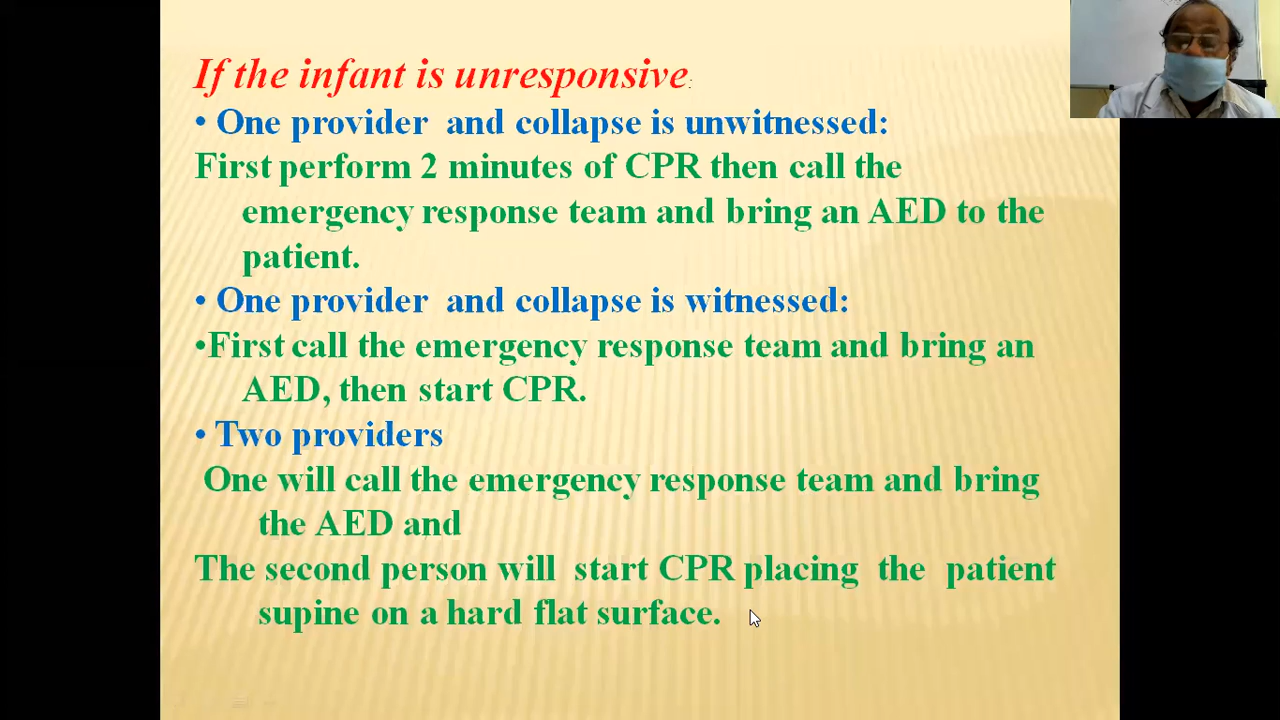 If the infant is unresponsive:
• One provider and collapse is unwitnessed:
First perform 2 minutes of CPR then call the
emergency response team and bring an AED to the
patient.
• One provider and collapse is witnessed:
•First call the emergency response team and bring an
AED, then start CPR.
• Two providers
One will call the emergency response team and bring
the AED and
The second person will start CPR placing the patient
supine on a hard flat surface.